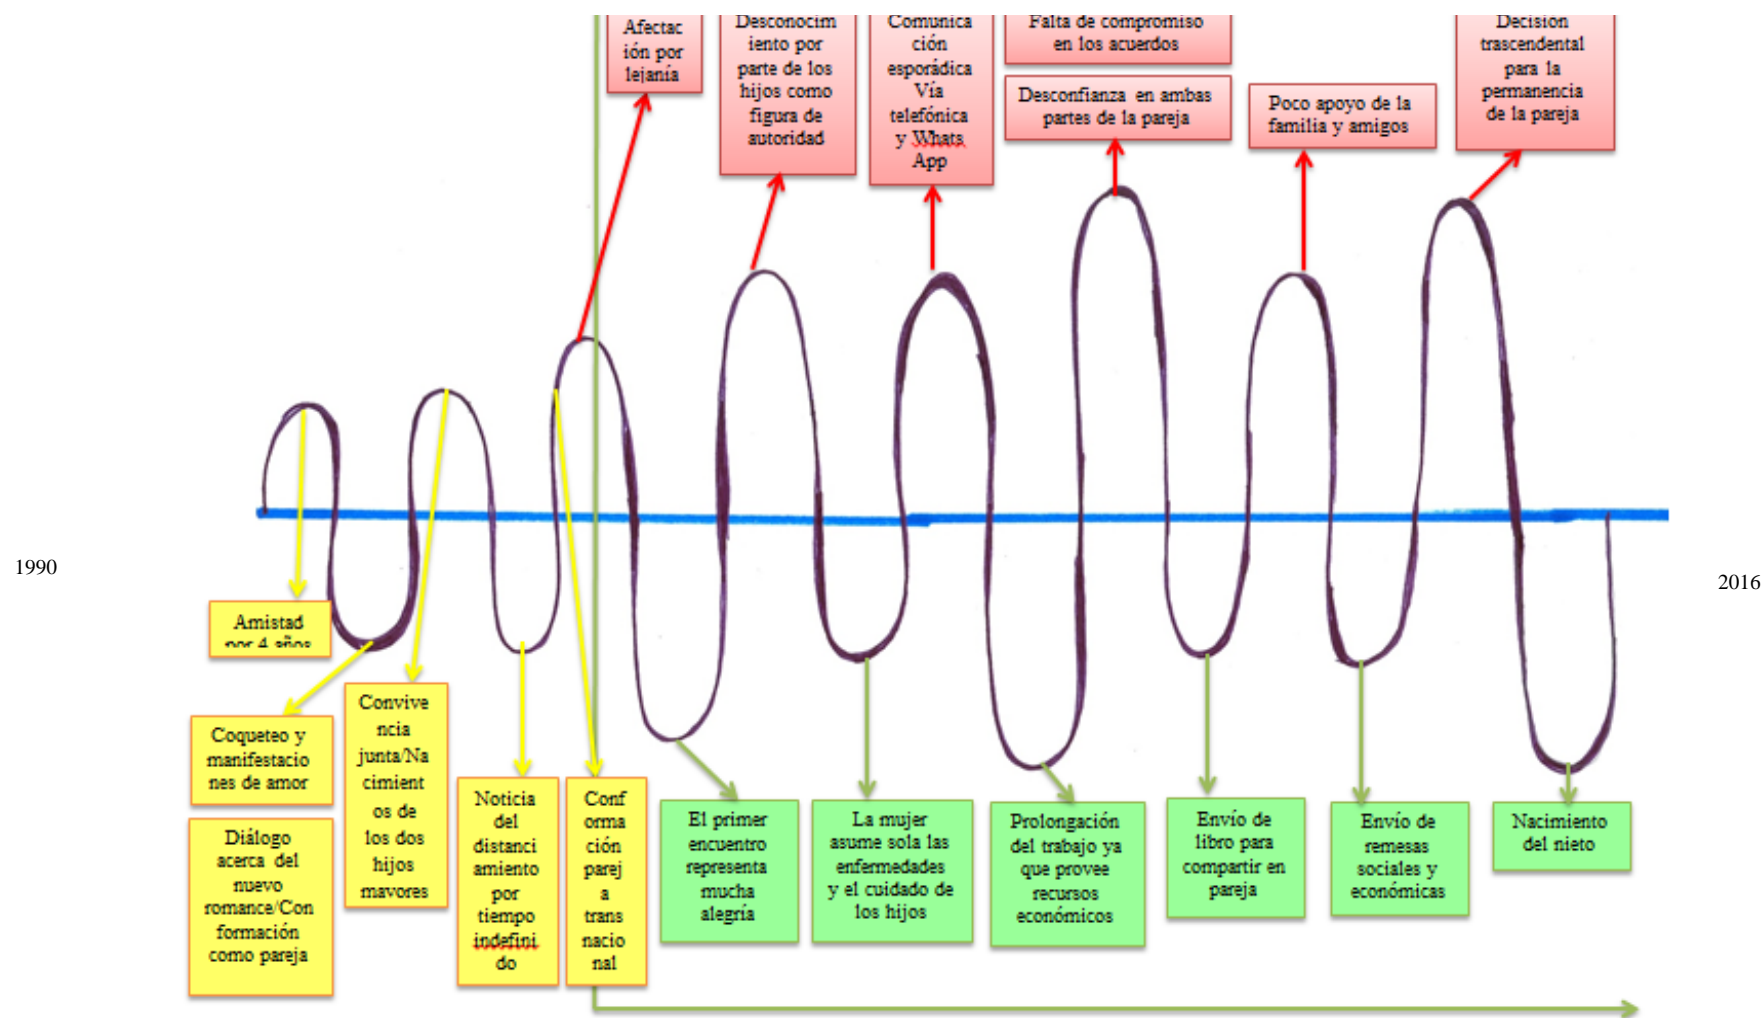 Afectac
ión por
lejanía
Desconocim
iento por
parte de los
hijos como
figura de
autoridad
Comunica
ción
esporádica
Vía
telefónica
y Whats
App
Falta de compromiso
en los acuerdos
Desconfianza en ambas
partes de la pareja
Poco apoyo de la
familia y amigos
Decisión
trascendental
para la
permanencia
de la pareja
1990
2016
Amistad
por 4 años
Coqueteo y
manifestacio
nes de amor
Diálogo
acerca del
nuevo
romance/Con
formación
como pareja
Convive
ncia
junta/Na
cimient
os de
los dos
hijos
mayores
Noticia
del
distanci
amiento
por
tiempo
indefini
do
Conf
orma
ción
parej
a
trans
nacio
nal
El primer
encuentro
representa
mucha
alegría
La mujer
asume sola las
enfermedades
y el cuidado de
los hijos
Prolongación
del trabajo ya
que provee
recursos
económicos
Envío de
libro para
compartir en
pareja
Envío de
remesas
sociales y
económicas
Nacimiento
del nieto